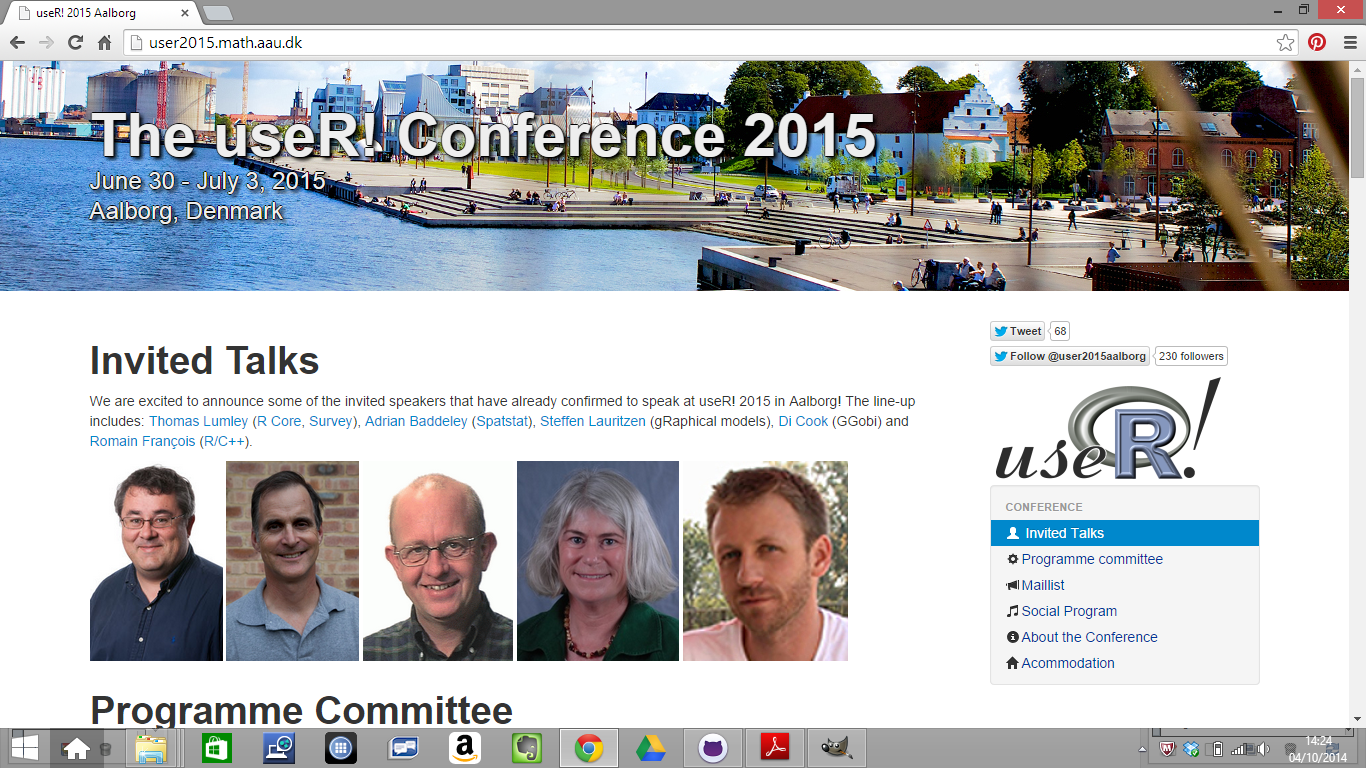 useR! 2015 Aalborg
user2015.math.aau.dk
The useR! Conference 2015
June 30 - July 3, 2015
Aalborg, Denmark
Invited Talks
We are excited to announce some of the invited speakers that have already confirmed to speak at useR! 2015 in Aalborg! The line-up
includes: Thomas Lumley (R Core, Survey), Adrian Baddeley (Spatstat), Steffen Lauritzen (gRaphical models), Di Cook (GGobi) and
Romain François (R/C++).
Programme Committee
Tweet 68
Follow @user2015aalborg 230 followers
useR!
CONFERENCE
Invited Talks
Programme committee
Maillist
Social Program
About the Conference
Acommodation
14:24
04/10/2014